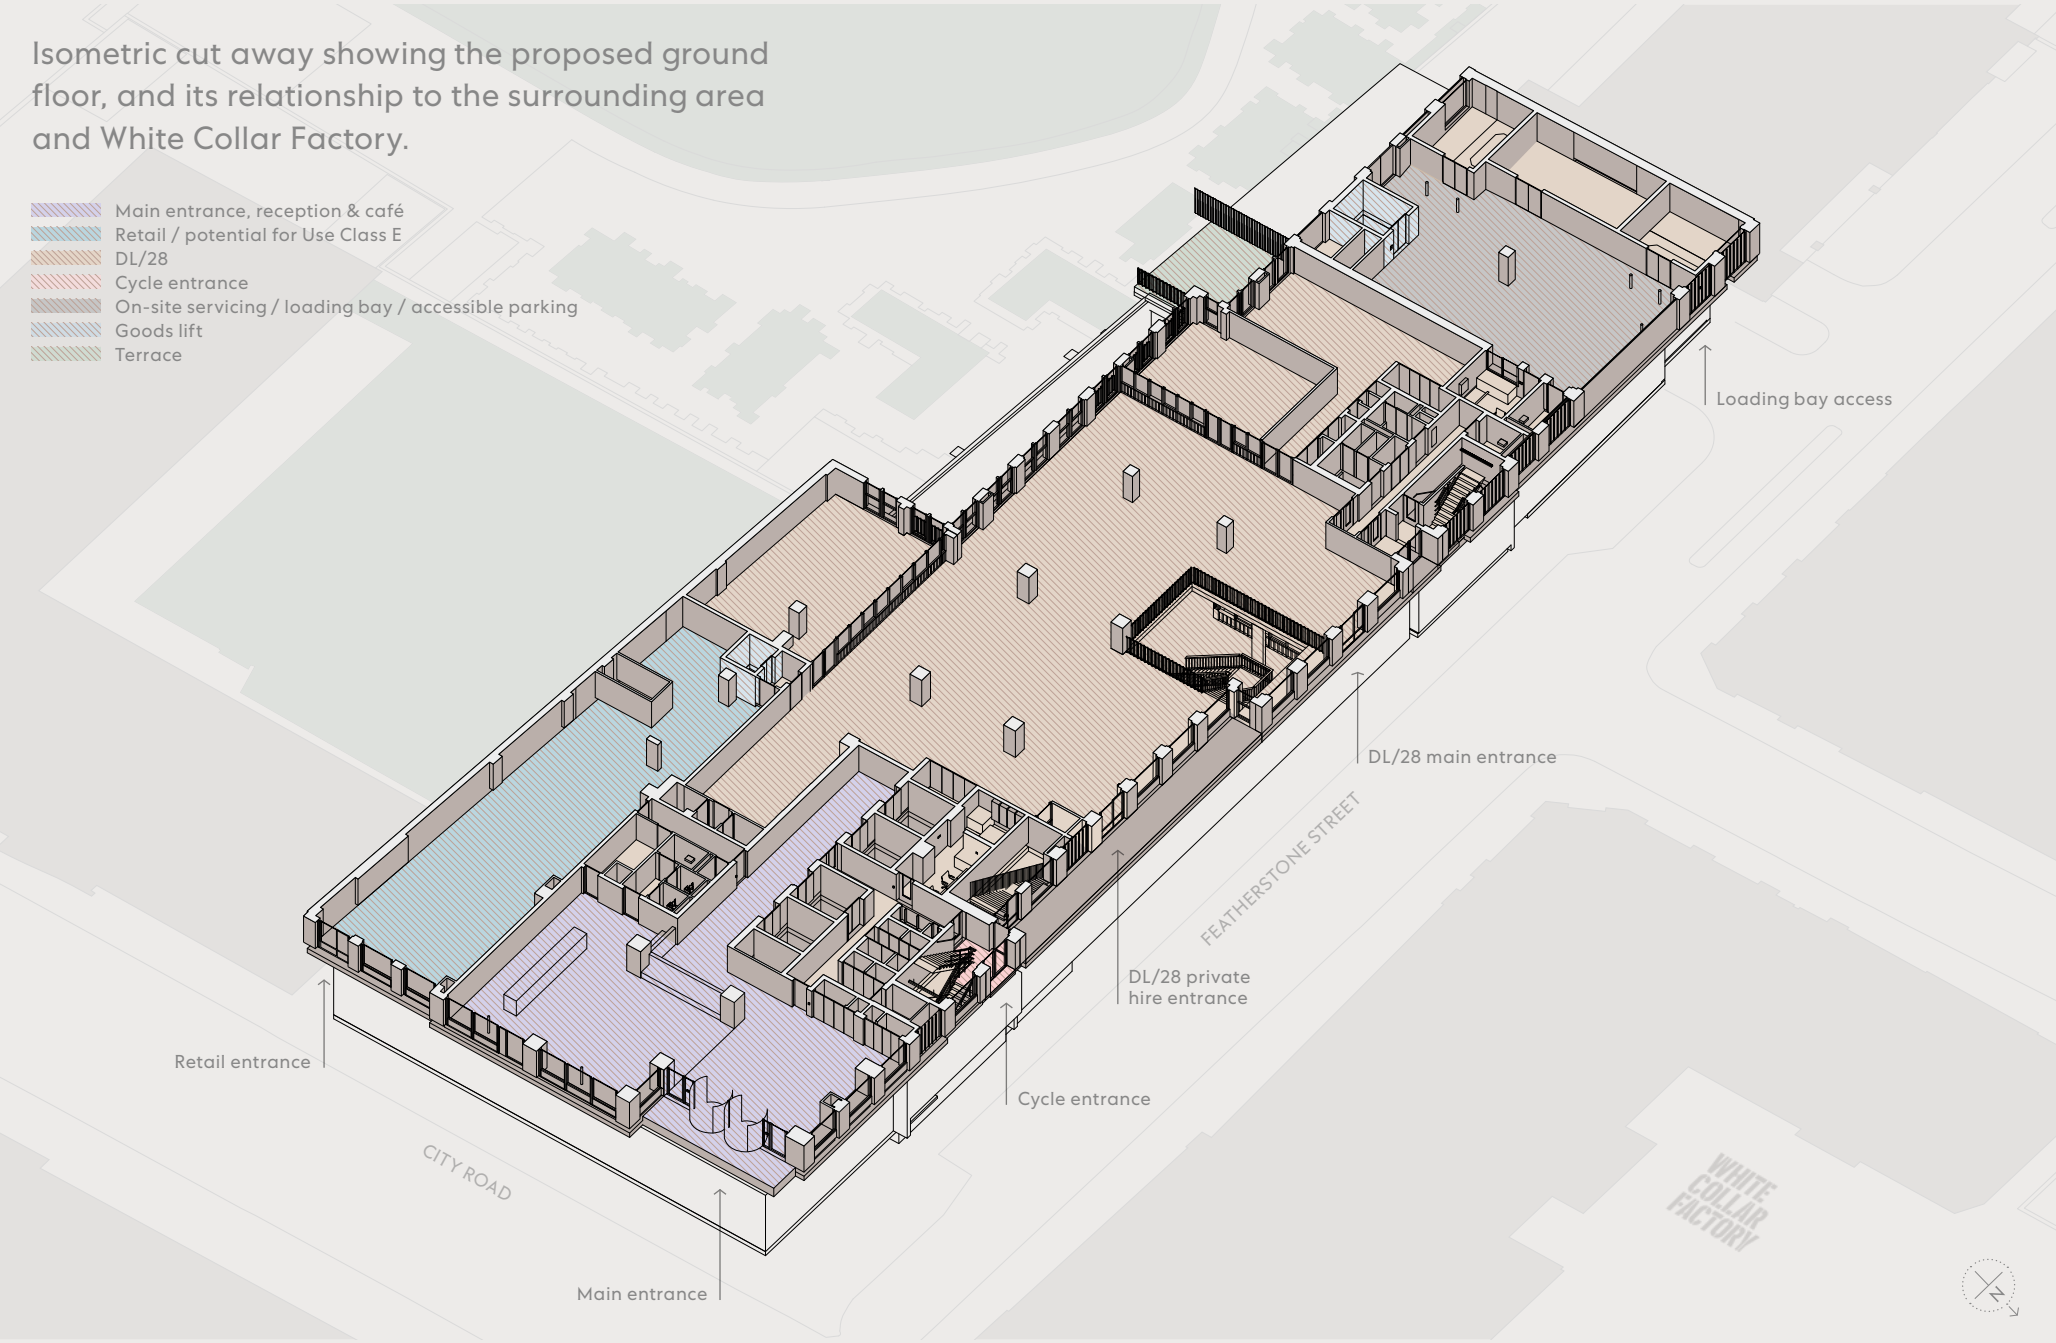 Isometric cut away showing the proposed ground
floor, and its relationship to the surrounding area
and White Collar Factory.
Main entrance, reception & café
Retail / potential for Use Class E
DL/28
Cycle entrance
On-site servicing / loading bay / accessible parking
Goods lift
Terrace
Loading bay access
DL/28 main entrance
FEATHERSTONE STREET
DL/28 private
hire entrance
Retail entrance
Cycle entrance
CITY ROAD
Main entrance
WHITE
COLLAR
FACTORY
N